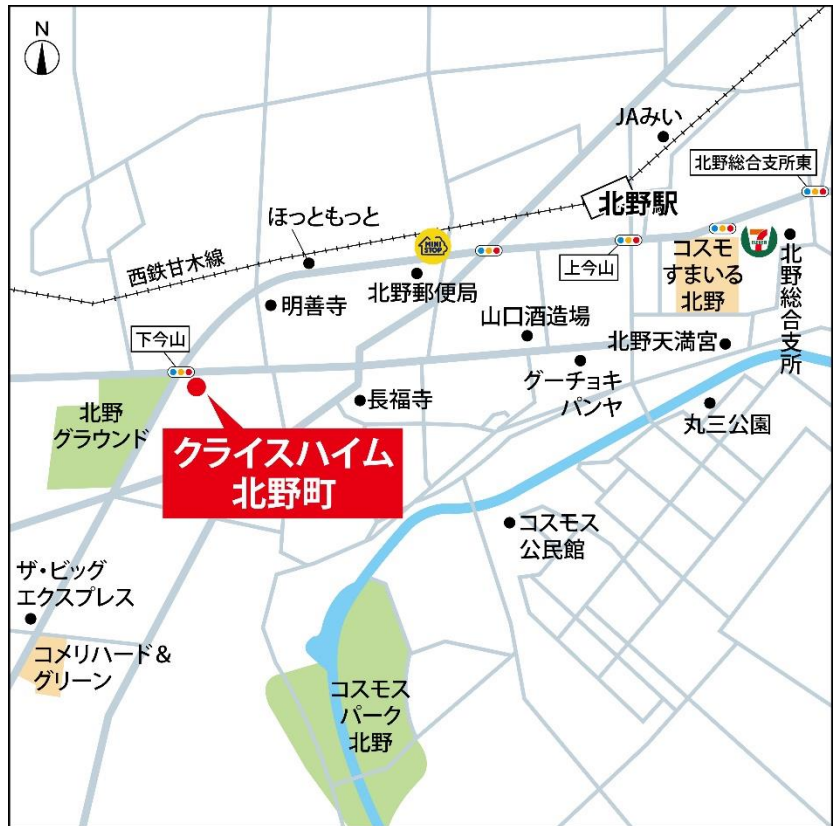 N
JAみい
北野総合支所東
北野駅
ほっともっと
MINI
STOP
西鉄甘木線
上今山
コスモ
すまいる
北野
7
ELEVEn
北野総合支所
北野郵便局
明善寺
山口酒造場
北野天満宮
下今山
グーチョキ
パンヤ
長福寺
丸三公園
北野
グラウンド
クライスハイム
北野町
コスモス
公民館
ザ・ビッグ
エクスプレス
コメリハード&
グリーン
コスモス
パーク
北野